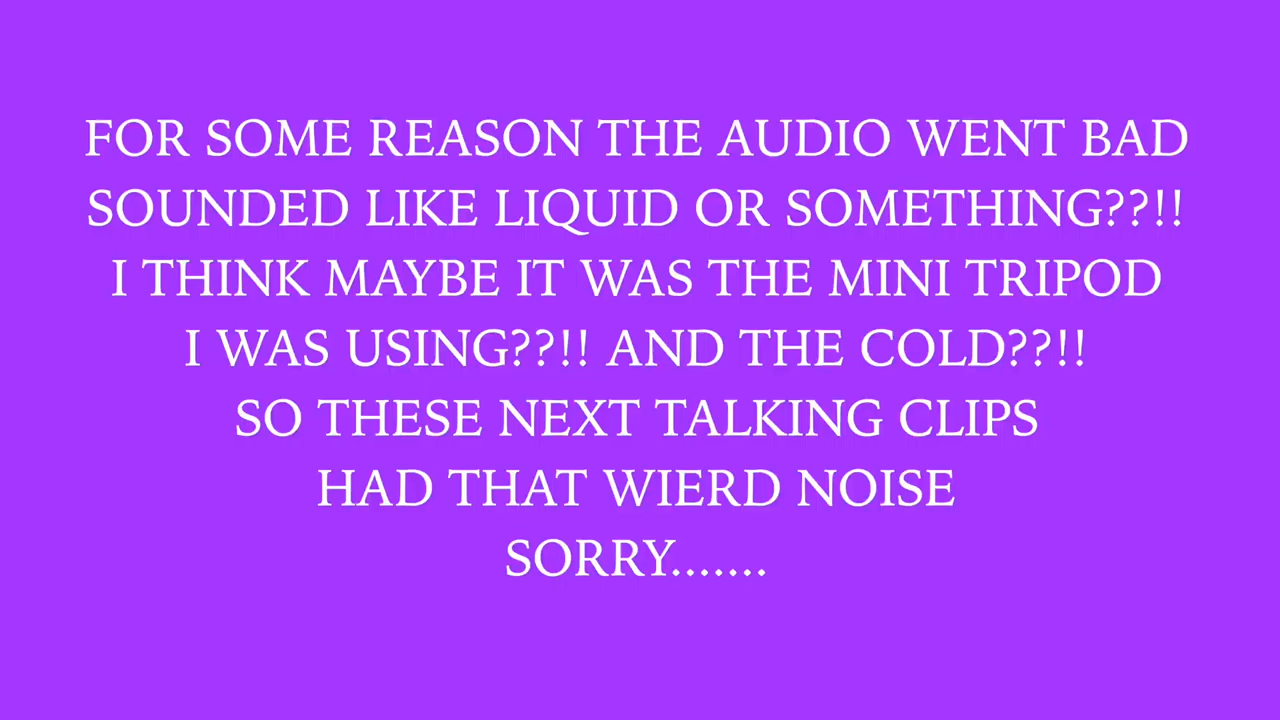 FOR SOME REASON THE AUDIO WENT BAD
SOUNDED LIKE LIQUID OR SOMETHING??!!
I THINK MAYBE IT WAS THE MINI TRIPOD
I WAS USING??!! AND THE COLD??!!
SO THESE NEXT TALKING CLIPS
HAD THAT WIERD NOISE
SORRY.......